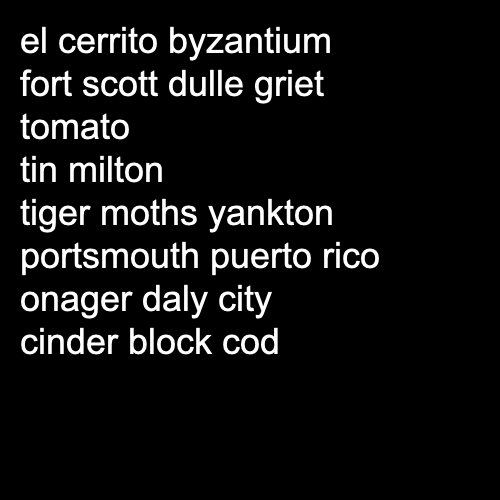 el cerrito byzantium
fort scott dulle griet
tomato
tin milton
tiger moths yankton
portsmouth puerto rico
onager daly city
cinder block cod